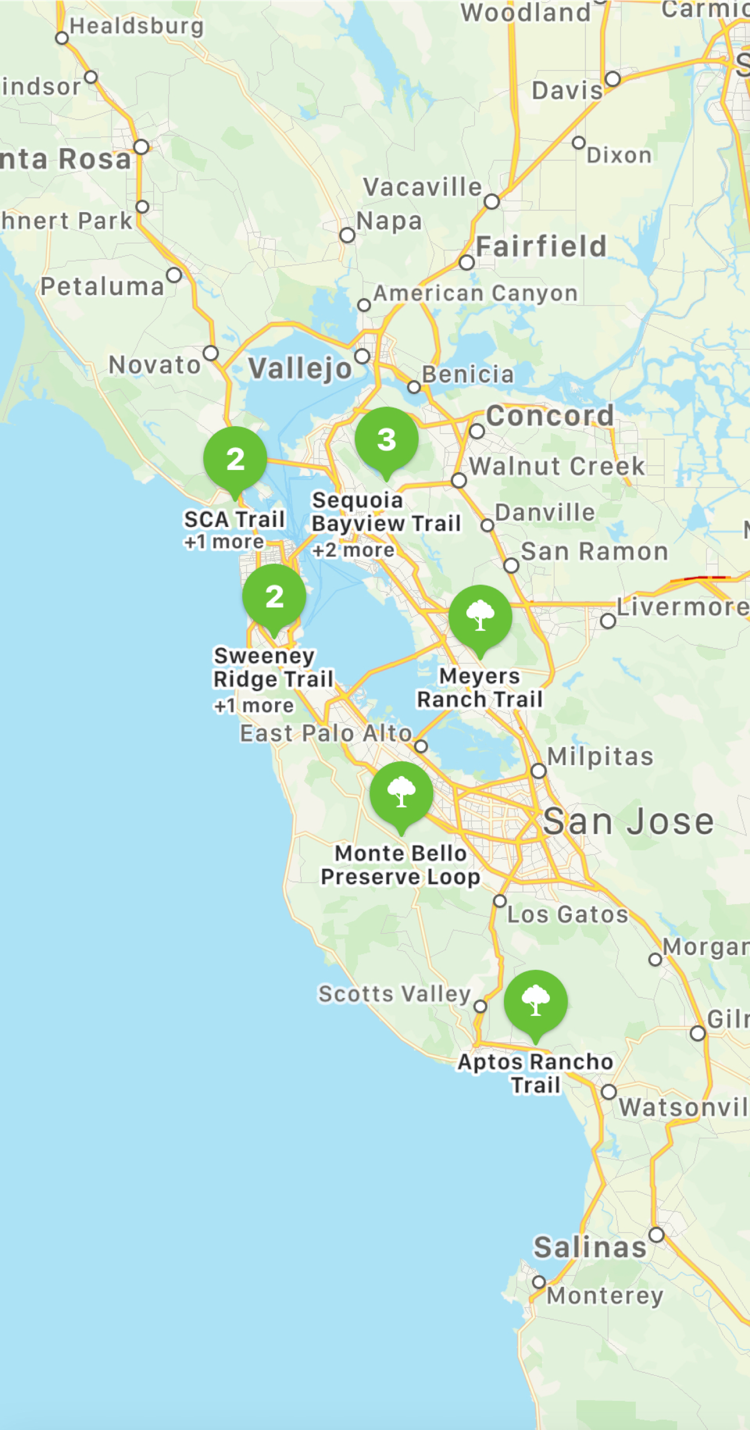 Woodland
Carmic
Healdsburg
indsor
Davis
S
nta Rosa
Dixon
Vacaville
hnert Park
Napa
Fairfield
Petaluma
American Canyon
Novato
Vallejo
Benicia
Concord
3
2
Walnut Creek
Sequoia
Bayview Trail
+2 more
SCA Trail
+1 more
Danville
San Ramon
2
Livermore
Sweeney
Ridge Trail
+1 more
Meyers
Ranch Trail
East Palo Alto
Milpitas
San Jose
Monte Bello
Preserve Loop
Los Gatos
Morgan
Scotts Valley
Gilr
Aptos Rancho
Trail
Watsonvil
Salinas
Monterey